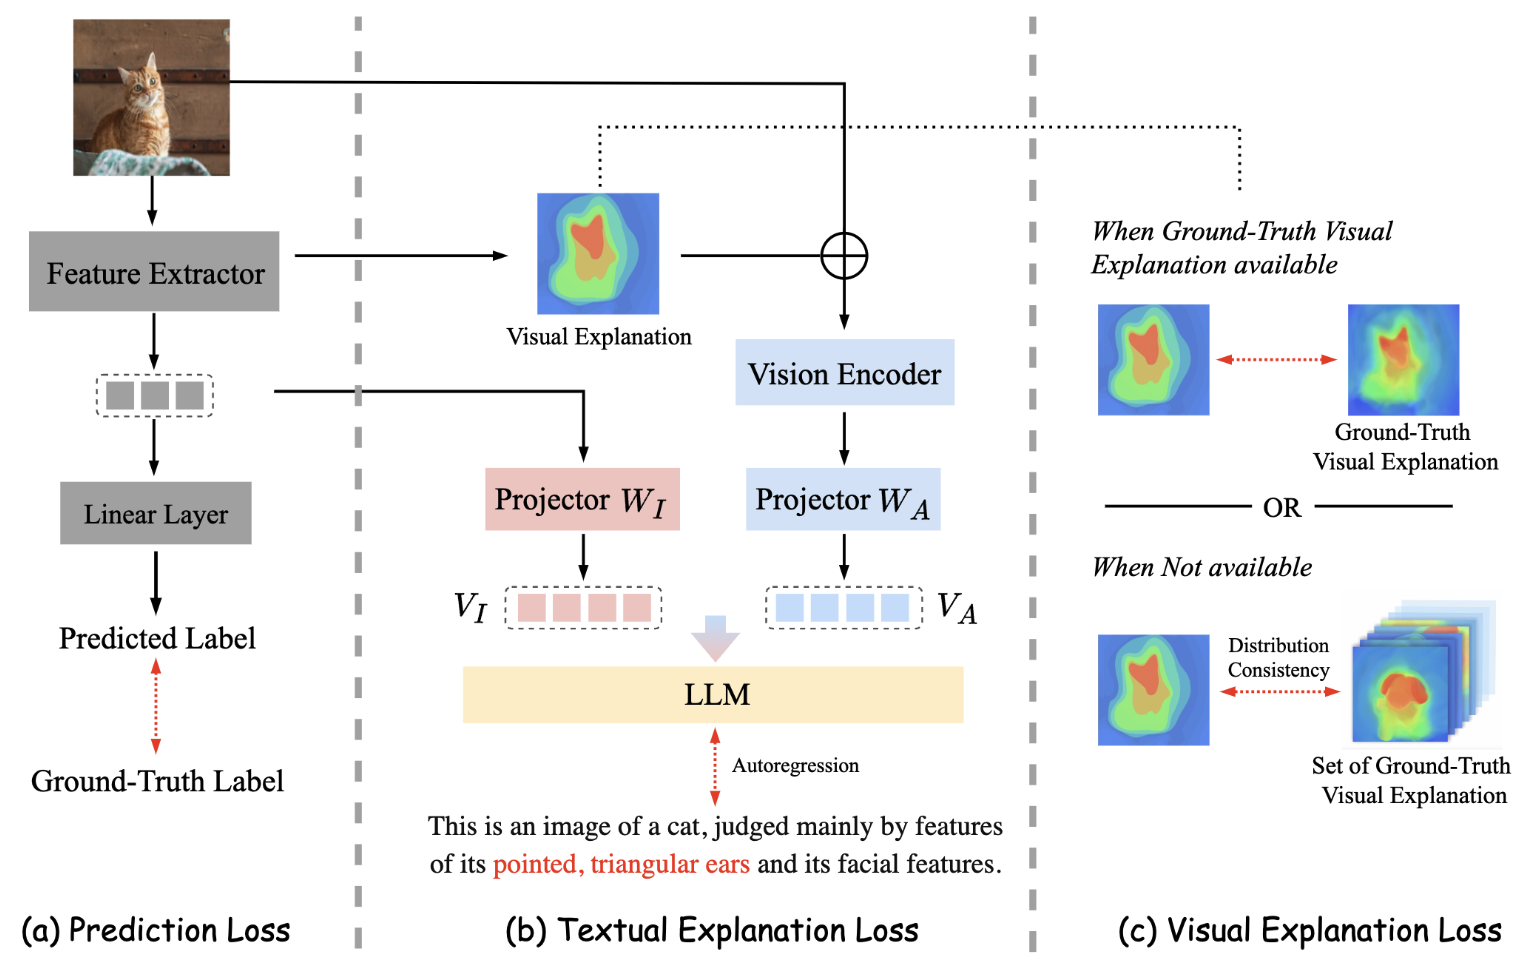 Feature Extractor
Linear Layer
Predicted Label
Ground-Truth Label
(a) Prediction Loss
Visual Explanation
Vision Encoder
Projector W_I
Projector W_A
V_I
V_A
LLM
Autoregression
This is an image of a cat, judged mainly by features
of its pointed, triangular ears and its facial features.
(b) Textual Explanation Loss
When Ground-Truth Visual
Explanation available
Ground-Truth
Visual Explanation
OR
When Not available
Distribution
Consistency
Set of Ground-Truth
Visual Explanation
(c) Visual Explanation Loss